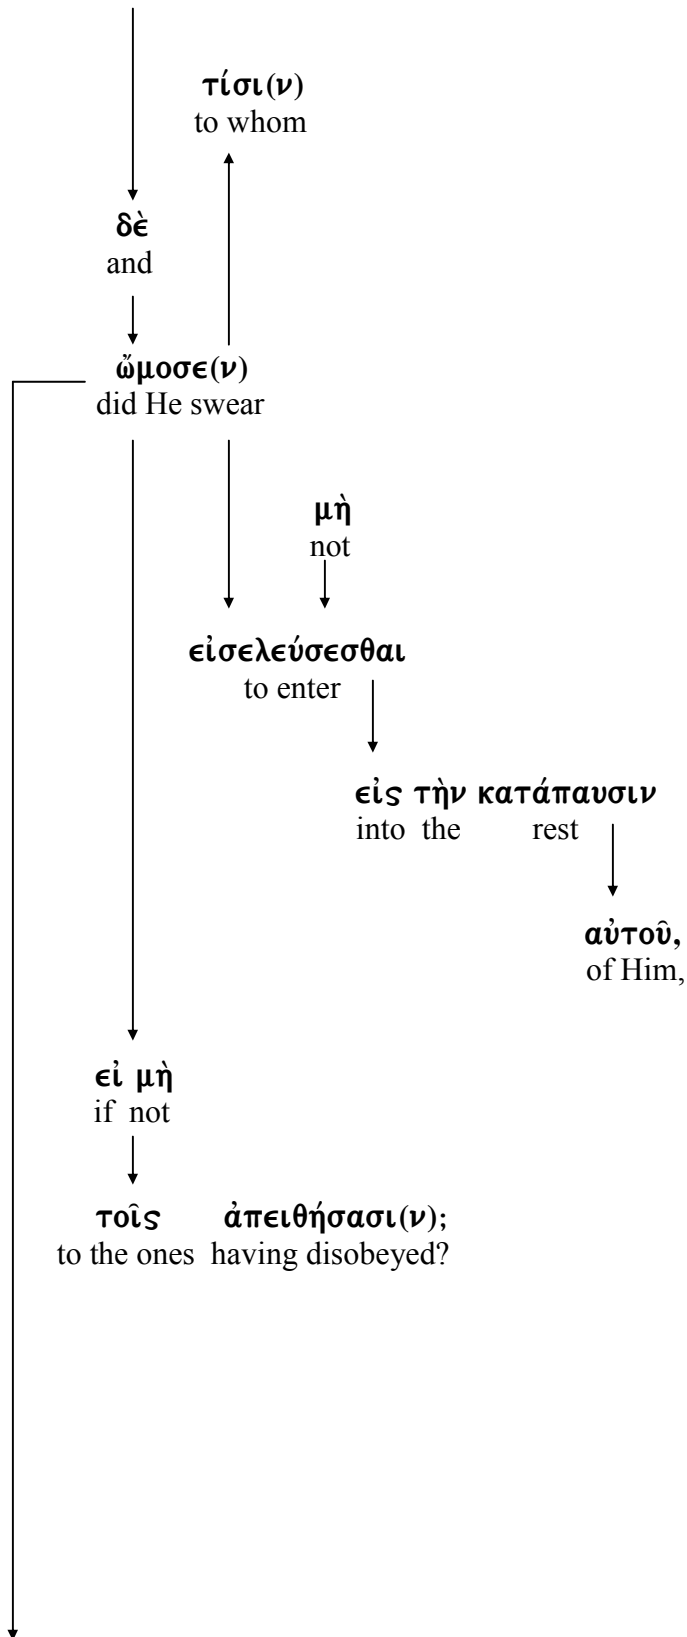 τίσι(ν)
to whom
δὲ
and
ὤμοσε(ν)
did He swear
μὴ
not
εἰσελεύσεσθαι
to enter
εἰς τὴν κατάπαυσιν
into the rest
αὐτοῦ,
of Him,
εἰ μὴ
if not
τοῖς ἀπειθήσασι(ν);
to the ones having disobeyed?